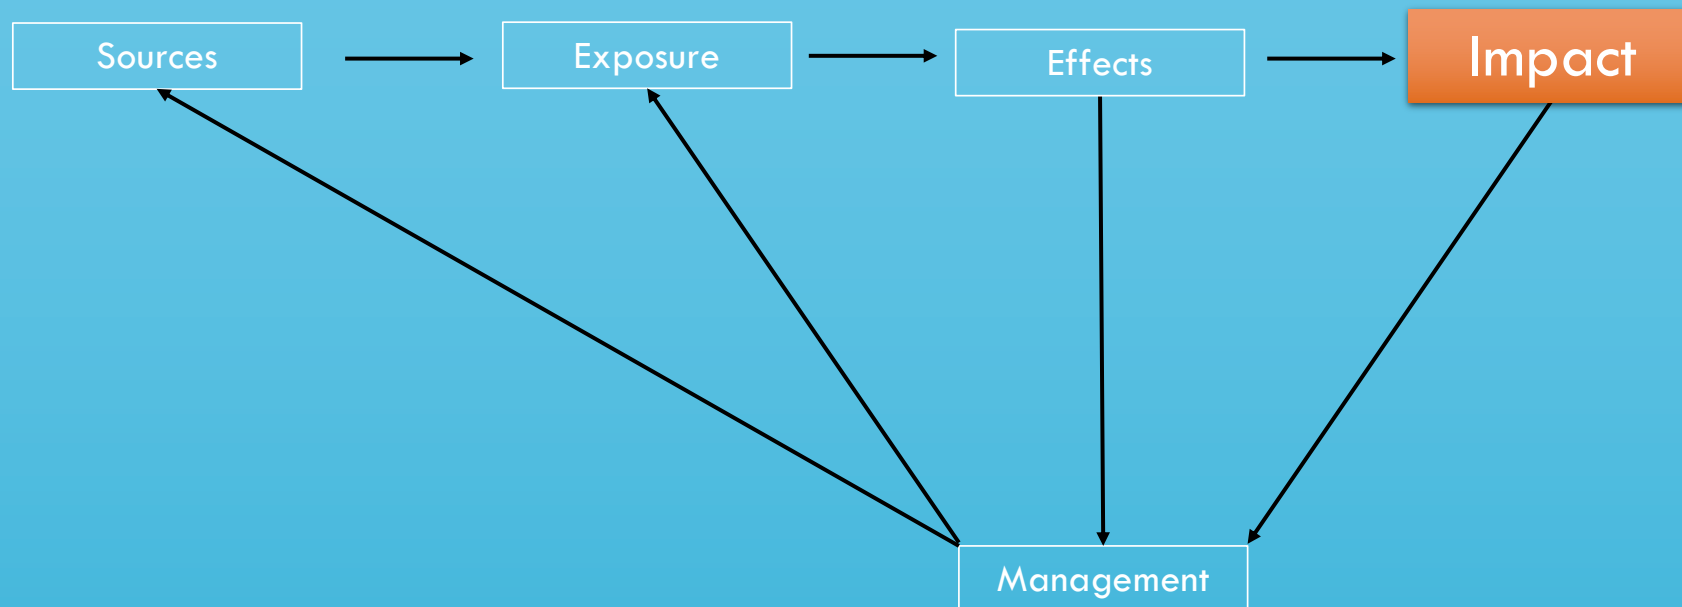 Sources
Exposure
Effects
Impact
Management